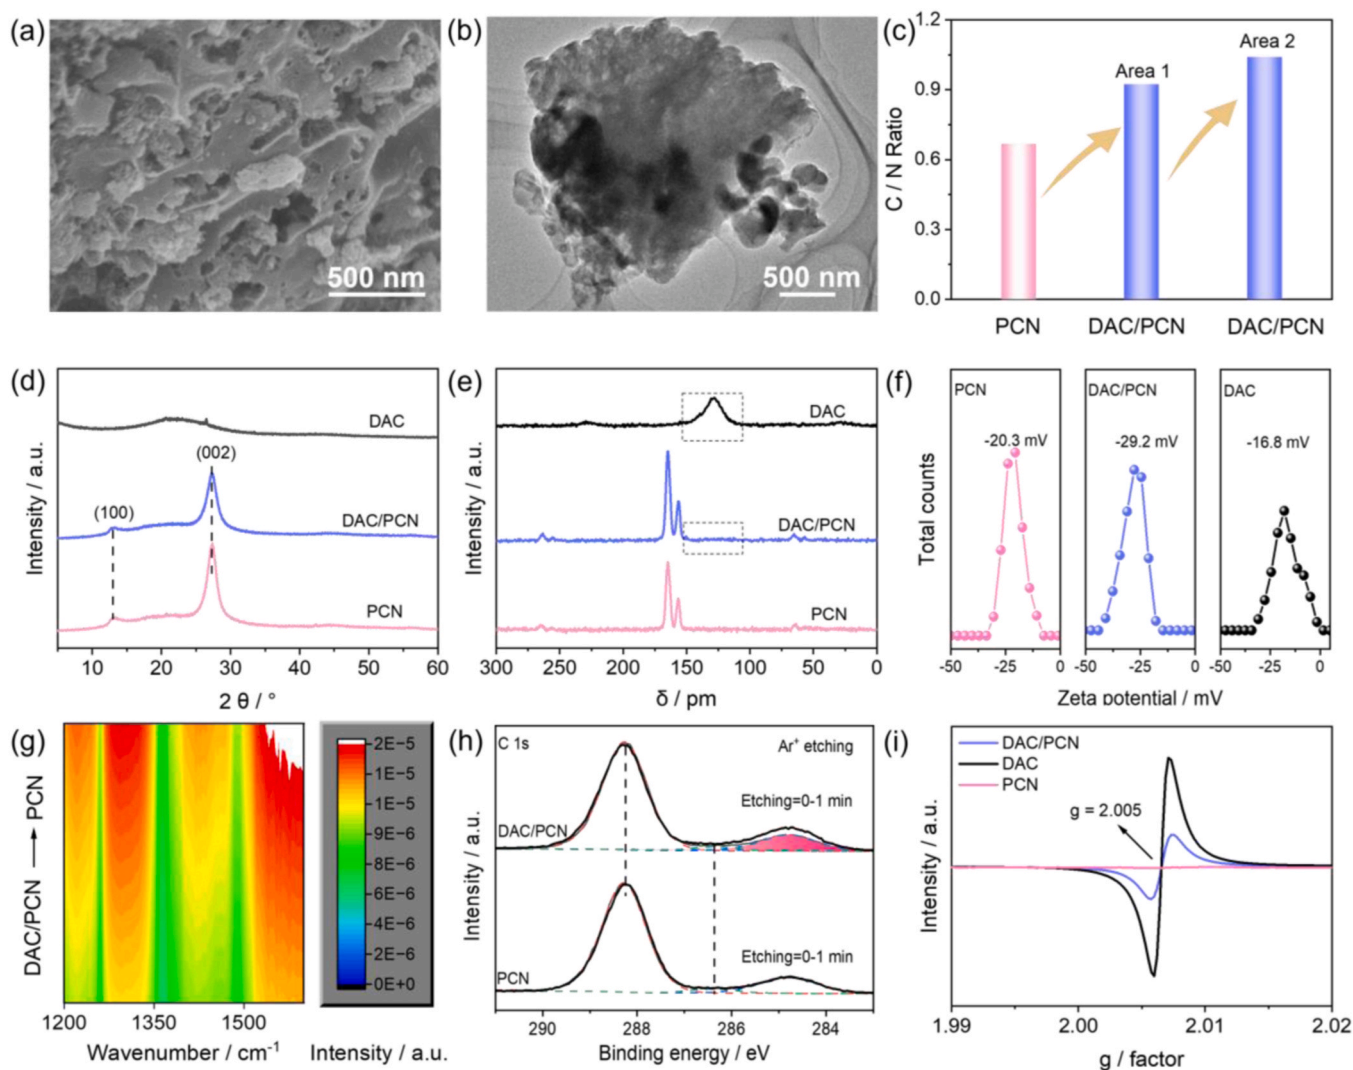 (a)
500 nm
(b)
500 nm
(c)
C / N Ratio
1.2
0.9
0.6
0.3
0.0
Area 1
Area 2
PCN
DAC/PCN
DAC/PCN
(d)
Intensity / a.u.
DAC
(002)
(100)
DAC/PCN
PCN
10 20 30 40 50 60
2 θ / °
(e)
Intensity / a.u.
DAC
DAC/PCN
PCN
300 250 200 150 100 50 0
δ / pm
(f)
Total counts
PCN
-20.3 mV
DAC/PCN
-29.2 mV
DAC
-16.8 mV
-50 -25 0
-50 -25 0
-50 -25 0
Zeta potential / mV
(g)
DAC/PCN → PCN
1200 1350 1500
Wavenumber / cm⁻¹
2E−5
1E−5
1E−5
9E−6
8E−6
6E−6
4E−6
2E−6
0E+0
Intensity / a.u.
(h)
Intensity / a.u.
C 1s
Ar⁺ etching
Etching=0-1 min
DAC/PCN
Etching=0-1 min
PCN
290 288 286 284
Binding energy / eV
(i)
Intensity / a.u.
DAC/PCN
DAC
PCN
g = 2.005
1.99 2.00 2.01 2.02
g / factor